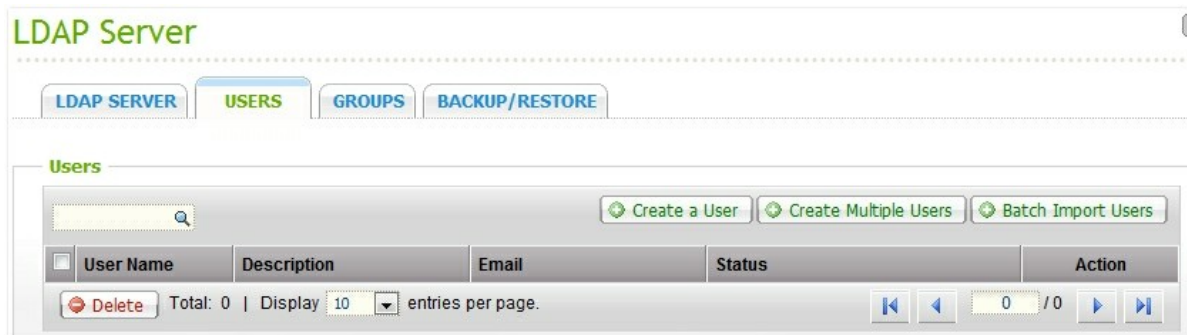 LDAP Server
LDAP SERVER USERS GROUPS BACKUP/RESTORE
Users
Create a User Create Multiple Users Batch Import Users
User Name Description Email Status Action
Delete Total: 0 | Display 10 entries per page. 0 / 0